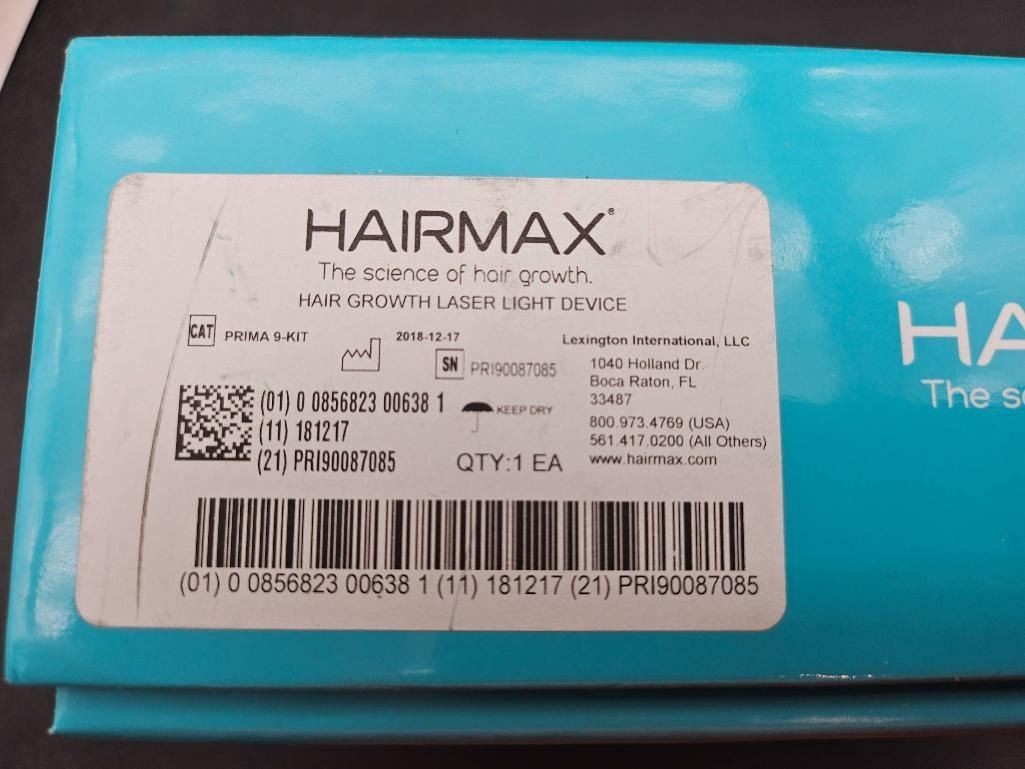 HAIRMAX®
The science of hair growth.
HAIR GROWTH LASER LIGHT DEVICE
CAT PRIMA 9-KIT
2018-12-17
SN PRI90087085
Lexington International, LLC
1040 Holland Dr.
Boca Raton, FL
33487
800.973.4769 (USA)
561.417.0200 (All Others)
www.hairmax.com
(01) 0 0856823 00638 1
(11) 181217
(21) PRI90087085
KEEP DRY
QTY:1 EA
(01) 0 0856823 00638 1 (11) 181217 (21) PRI90087085
HA
The s